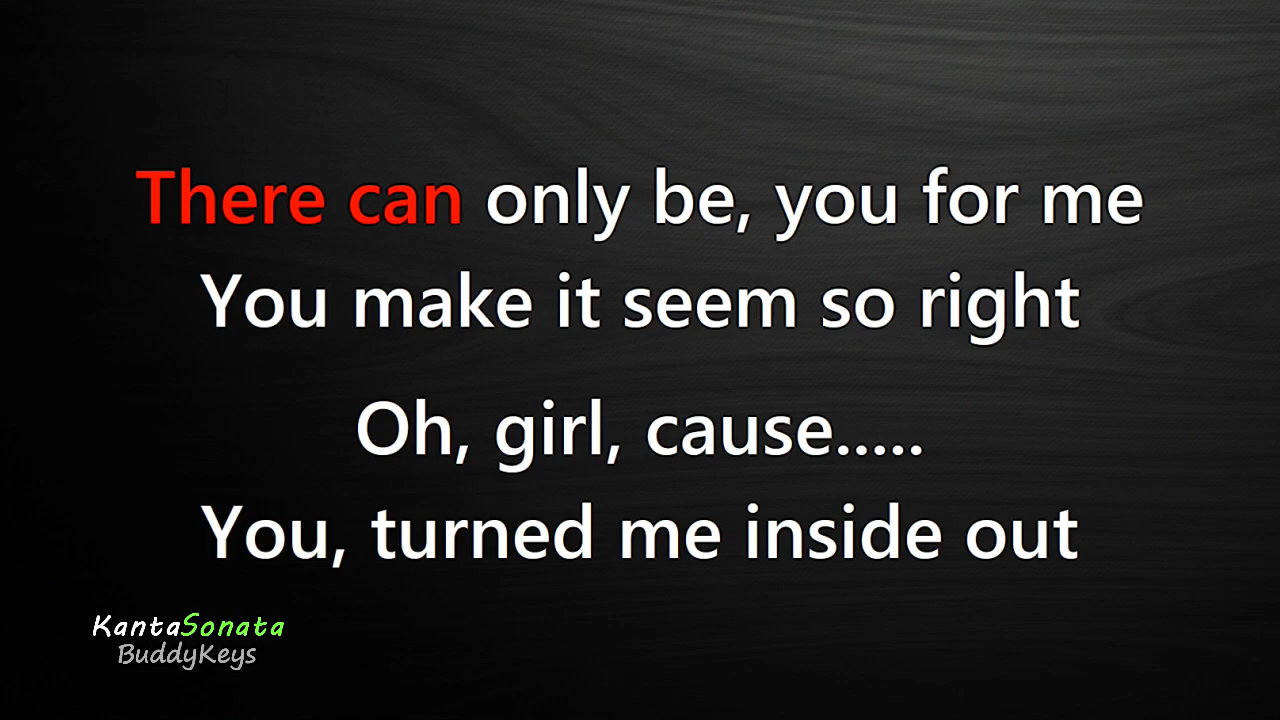 There can only be, you for me
You make it seem so right
Oh, girl, cause.....
You, turned me inside out
KantaSonata
BuddyKeys